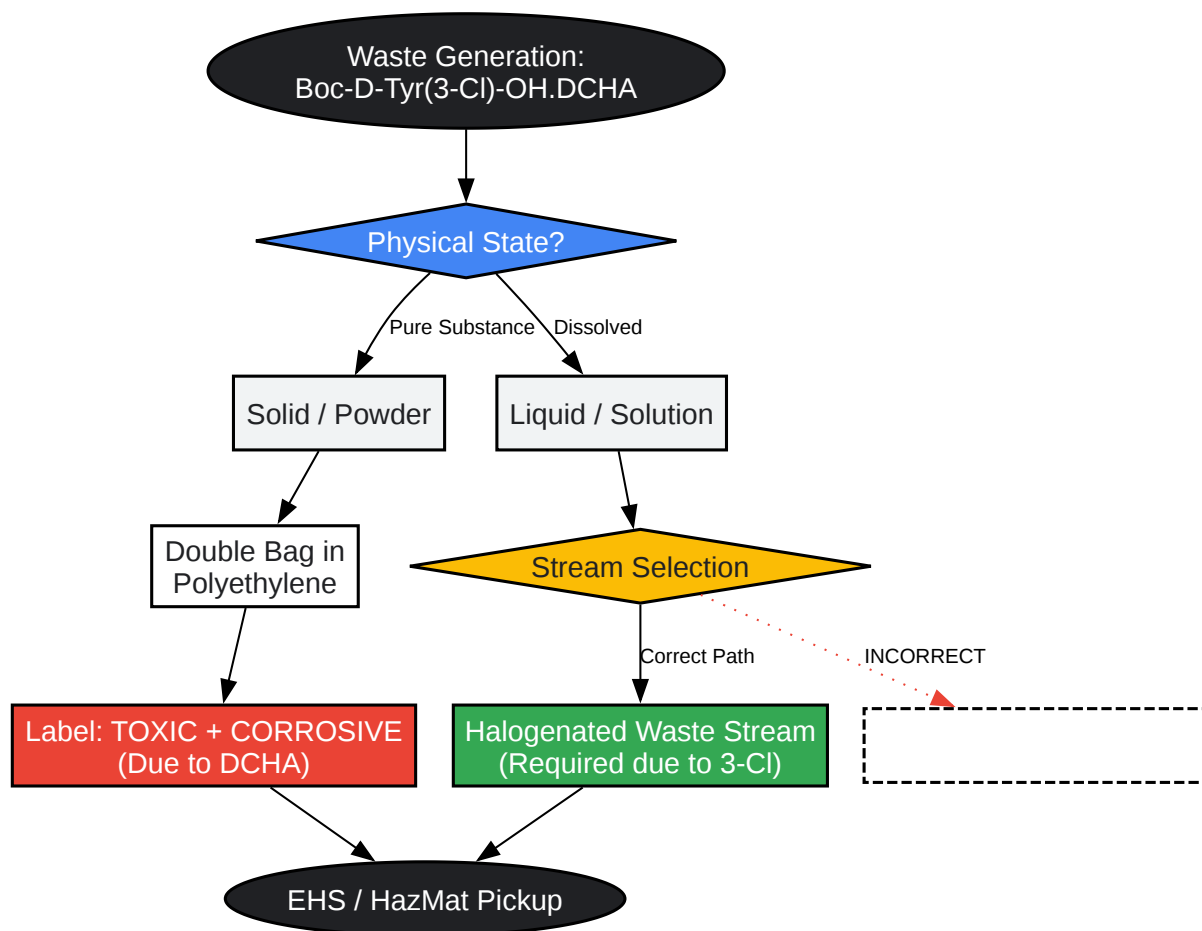 Waste Generation:
Boc-D-Tyr(3-Cl)-OH.DCHA
Physical State?
Pure Substance
Dissolved
Solid / Powder
Liquid / Solution
Double Bag in
Polyethylene
Stream Selection
Correct Path
INCORRECT
Label: TOXIC + CORROSIVE
(Due to DCHA)
Halogenated Waste Stream
(Required due to 3-Cl)
EHS / HazMat Pickup